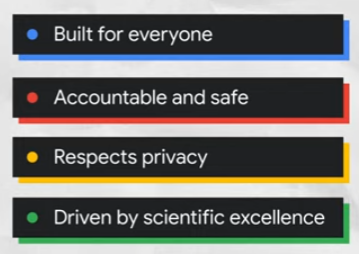 Built for everyone
Accountable and safe
Respects privacy
Driven by scientific excellence